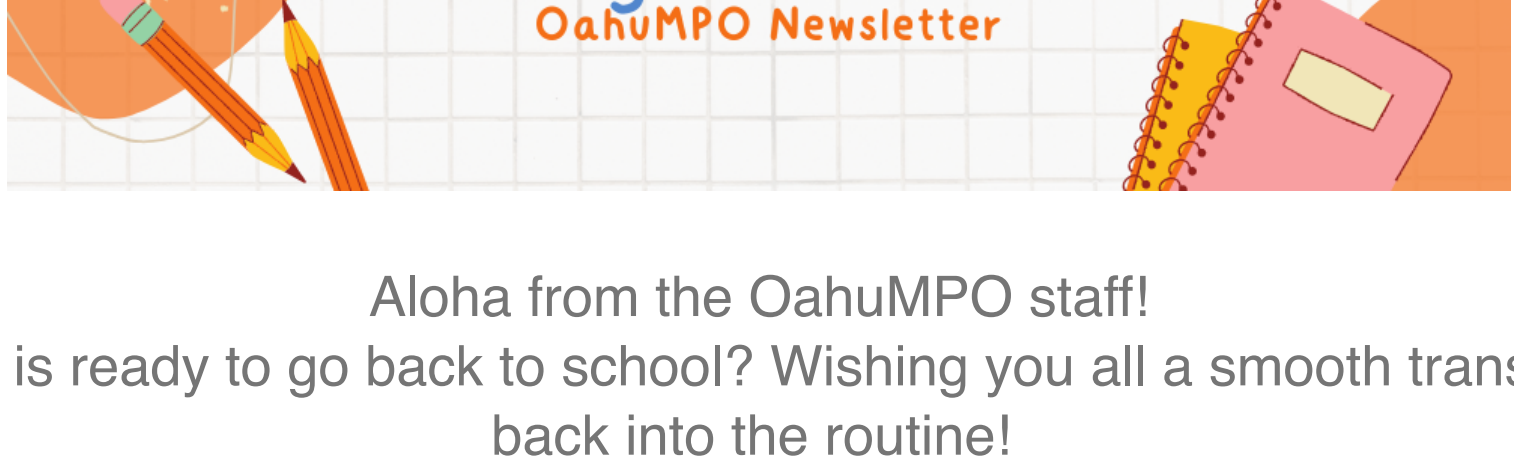 OahuMPO Newsletter
Aloha from the OahuMPO staff!
is ready to go back to school? Wishing you all a smooth
back into the routine!